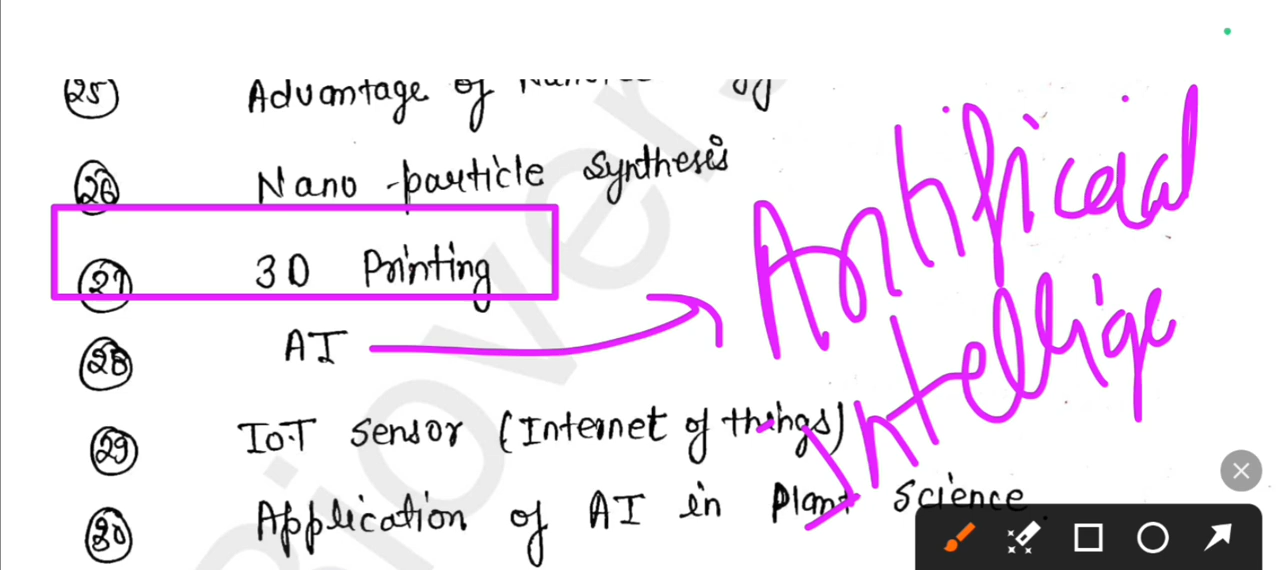 25 Advantage of
26 Nano-particle synthesis
27 3D Printing
28 AI
Artificial
Intellige
29 IoT sensor (Internet of things)
30 Application of AI in Plant Science